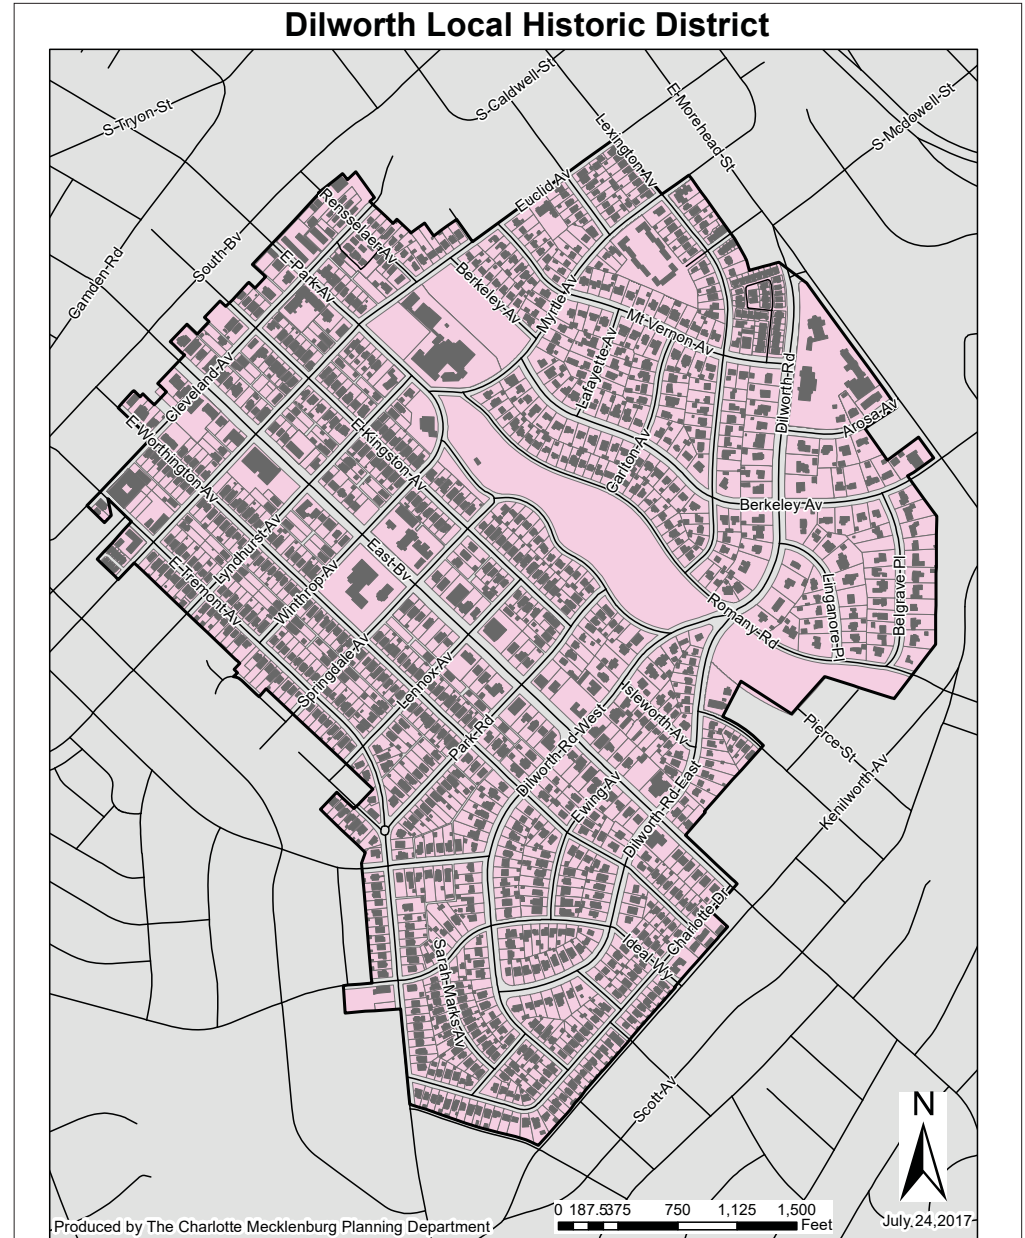 Dilworth Local Historic District
S-Tryon-St
S-Caldwell-St
E-Morehead-St
S-Mcdowell-St
Lexington-Av
Euclid-Av
Rensselaer-Av
South-Bv
Camden-Rd
E-Park-Av
Berkeley-Av
Myrtle-Av
Mt-Vernon-Av
Lafayette-Av
Dilworth-Rd
Cleveland-Av
Arosa-Av
E-Worthington-Av
E-Kingston-Av
Carlton-Av
Berkeley-Av
Lyndhurst-Av
East-Bv
E-Tremont-Av
Winthrop-Av
Romany-Rd
Linganore-Pl
Belgrave-Pl
Springdale-Av
Lennox-Av
Isleworth-Av
Park-Rd
Dilworth-Rd-West
Pierce-St
Ewing-Av
Dilworth-Rd-East
Kenilworth-Av
Charlotte-Dr
Ideal-Wy
Sarah-Marks-Av
Scott-Av
N
0 187.5375 750 1,125 1,500
Feet
Produced by The Charlotte Mecklenburg Planning Department
July 24,2017